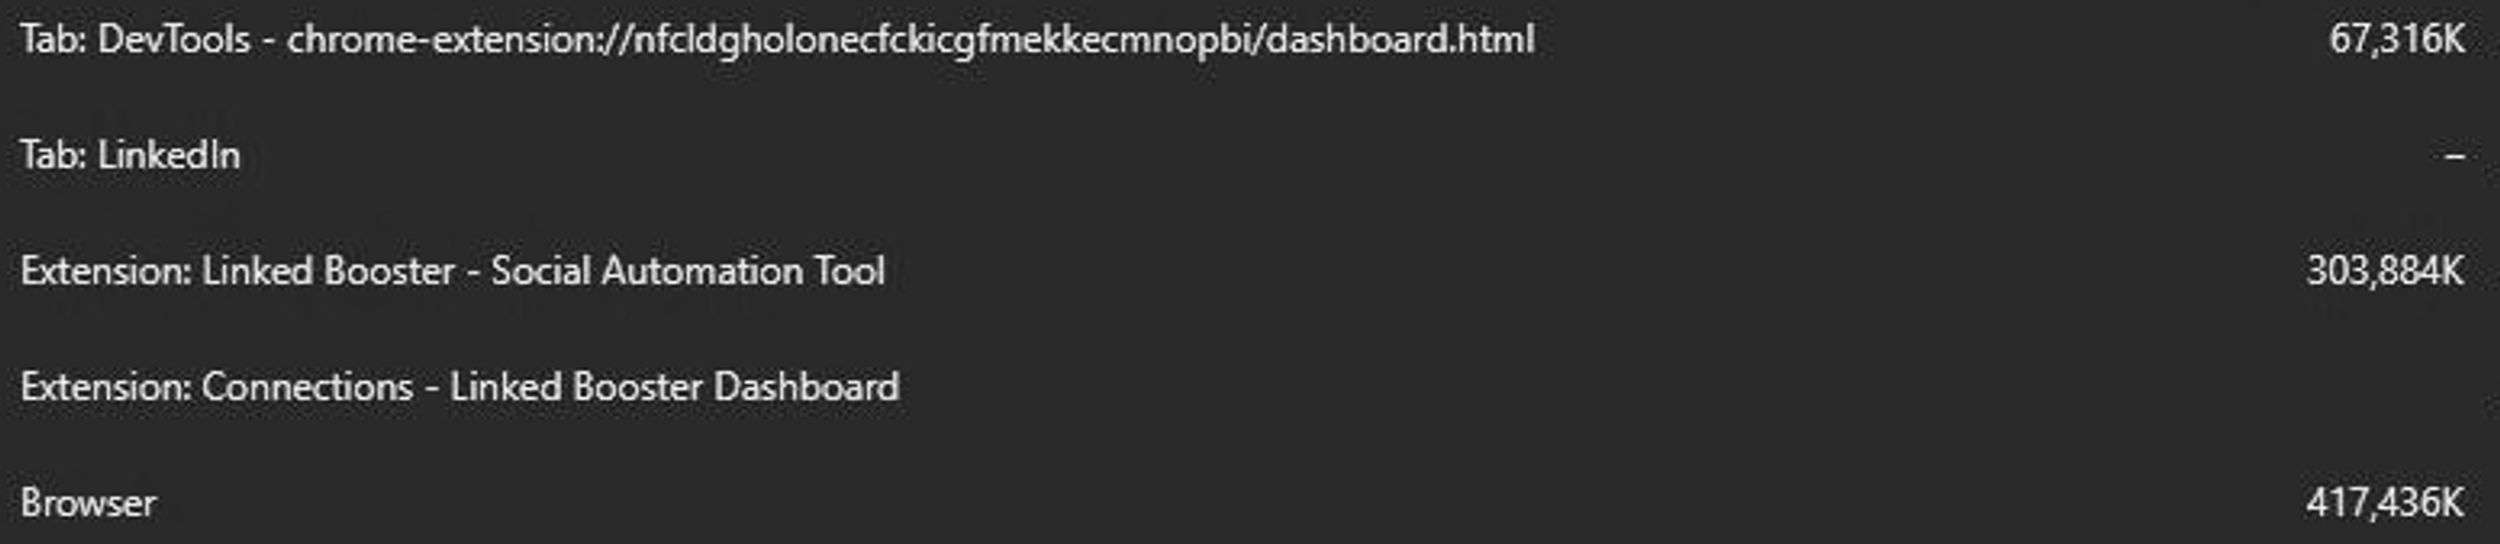 Tab: DevTools - chrome-extension://nfcldgholonecfckicgfmekkecmnopbi/dashboard.html 67,316K
Tab: LinkedIn –
Extension: Linked Booster - Social Automation Tool 303,884K
Extension: Connections - Linked Booster Dashboard
Browser 417,436K